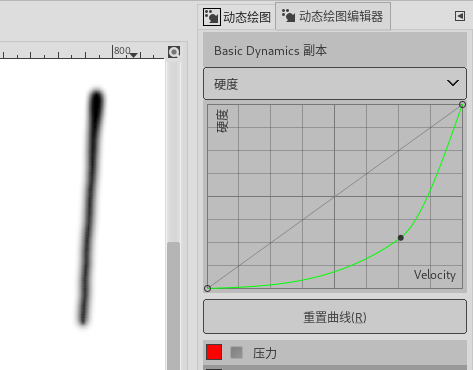 动态绘图
动态绘图编辑器
800
Basic Dynamics 副本
硬度
硬度
Velocity
重置曲线(R)
压力